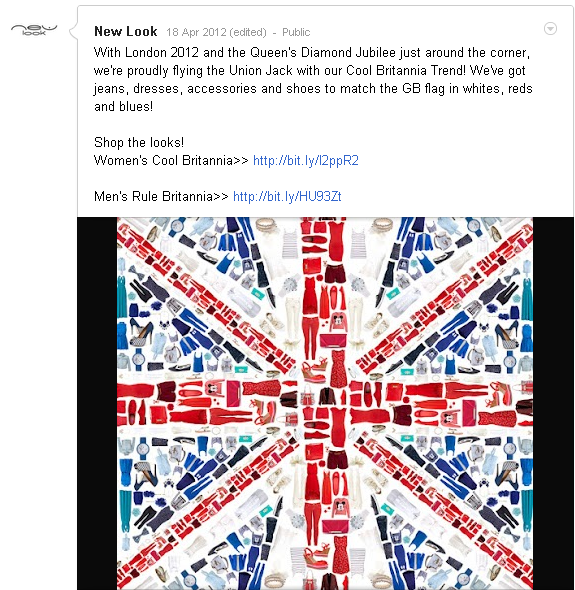 new look
New Look 18 Apr 2012 (edited) - Public
With London 2012 and the Queen's Diamond Jubilee just around the corner,
we're proudly flying the Union Jack with our Cool Britannia Trend! We've got
jeans, dresses, accessories and shoes to match the GB flag in whites, reds
and blues!
Shop the looks!
Women's Cool Britannia>> http://bit.ly/I2ppR2
Men's Rule Britannia>> http://bit.ly/HU93Zt